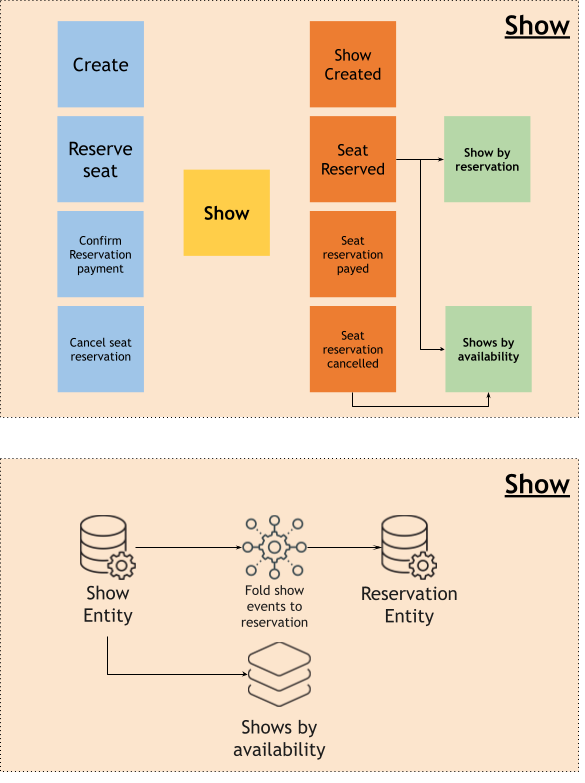 Show
Create
Show
Created
Reserve
seat
Seat
Reserved
Show by
reservation
Show
Confirm
Reservation
payment
Seat
reservation
payed
Cancel seat
reservation
Seat
reservation
cancelled
Shows by
availability
Show
Show
Entity
Fold show
events to
reservation
Reservation
Entity
Shows by
availability